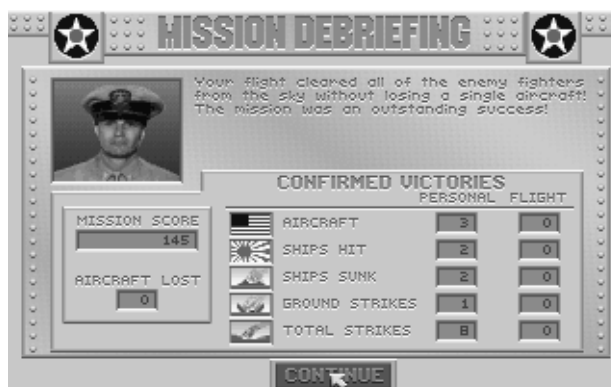 MISSION DEBRIEFING
Your flight cleared all of the enemy fighters
from the sky without losing a single aircraft!
The mission was an outstanding success!
CONFIRMED VICTORIES
PERSONAL FLIGHT
MISSION SCORE
145
AIRCRAFT LOST
0
AIRCRAFT 3 0
SHIPS HIT 2 0
SHIPS SUNK 2 0
GROUND STRIKES 1 0
TOTAL STRIKES 8 0
CONTINUE